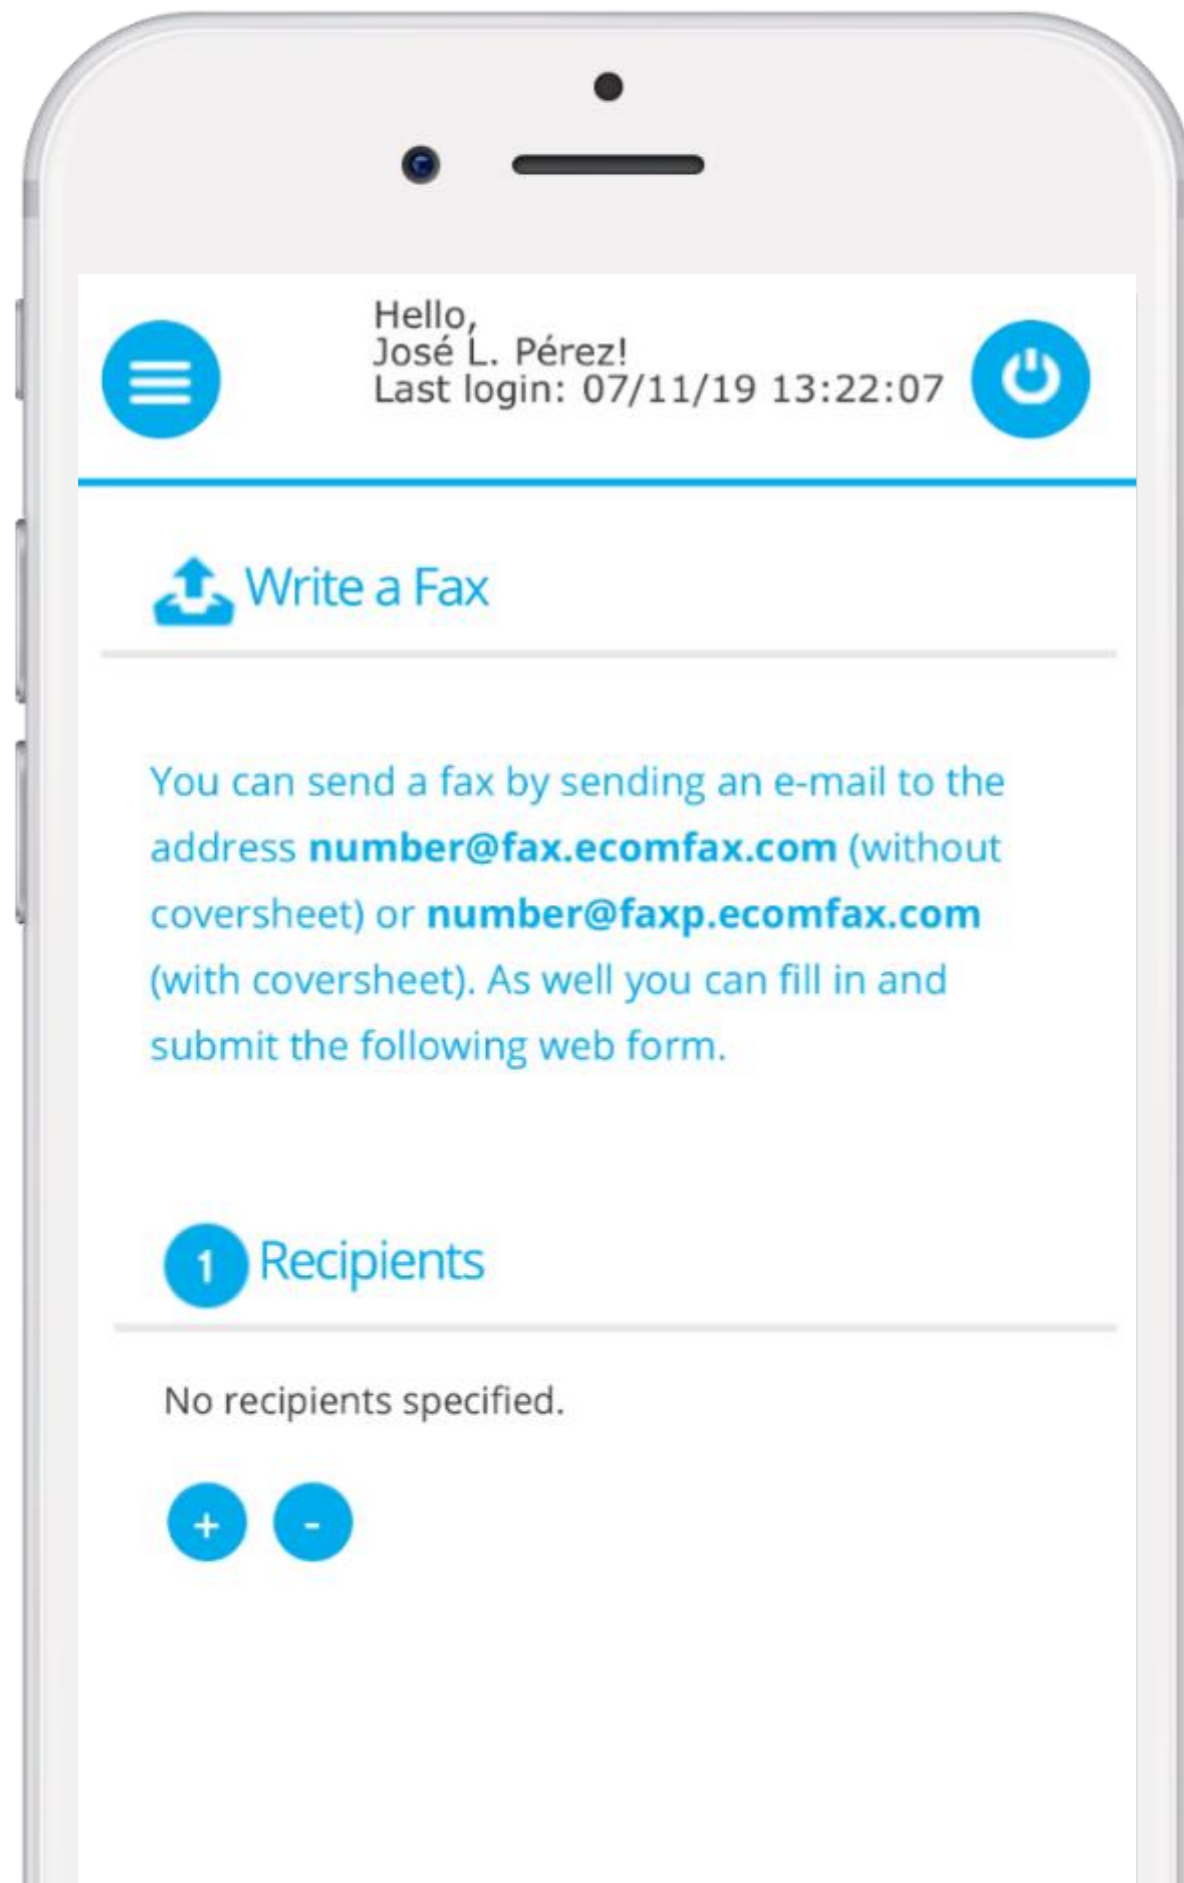 Hello,
José L. Pérez!
Last login: 07/11/19 13:22:07
Write a Fax
You can send a fax by sending an e-mail to the
address number@fax.ecomfax.com (without
coversheet) or number@faxp.ecomfax.com
(with coversheet). As well you can fill in and
submit the following web form.
1 Recipients
No recipients specified.
+ -